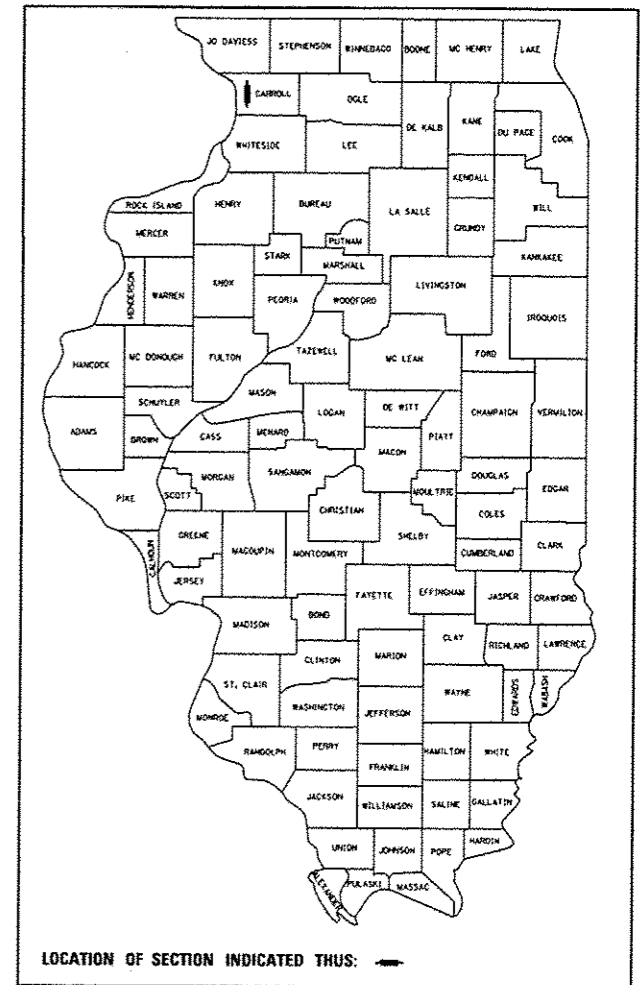 JO DAVIESS STEPHENSON WINNEBAGO BOONE MC HENRY LAKE
CARROLL OGLE DE KALB KANE DU PAGE COOK
WHITESIDE LEE KENDALL
ROCK ISLAND HENRY BUREAU LA SALLE GRUNDY WILL
MERCER PUTNAM KANKAKEE
STARK MARSHALL
HENDERSON WARREN KNOX PEORIA WOODFORD LIVINGSTON IROQUOIS
HANCOCK MC DONOUGH FULTON TAZEWELL MC LEAN FORD
SCHUYLER MASON LOGAN DE WITT CHAMPAIGN VERMILION
ADAMS BROWN CASS MENARD MACON PIATT
MORGAN SANGAMON DOUGLAS
PIKE SCOTT CHRISTIAN MOULTRIE COLES EDGAR
GREENE MACOUPIN MONTGOMERY SHELBY CUMBERLAND CLARK
CALHOUN JERSEY
FAYETTE EFFINGHAM JASPER CRAWFORD
MADISON BOND CLAY RICHLAND LAWRENCE
CLINTON MARION
ST. CLAIR WASHINGTON WAYNE EDWARDS WABASH
MONROE JEFFERSON
RANDOLPH PERRY HAMILTON WHITE
FRANKLIN
JACKSON WILLIAMSON SALINE GALLATIN
UNION JOHNSON POPE HARDIN
ALEXANDER PULASKI MASSAC
LOCATION OF SECTION INDICATED THUS: